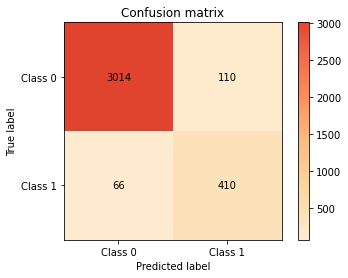 Confusion matrix
3000
Class 0
3014
110
2500
2000
True label
1500
Class 1
66
410
1000
500
Class 0
Class 1
Predicted label